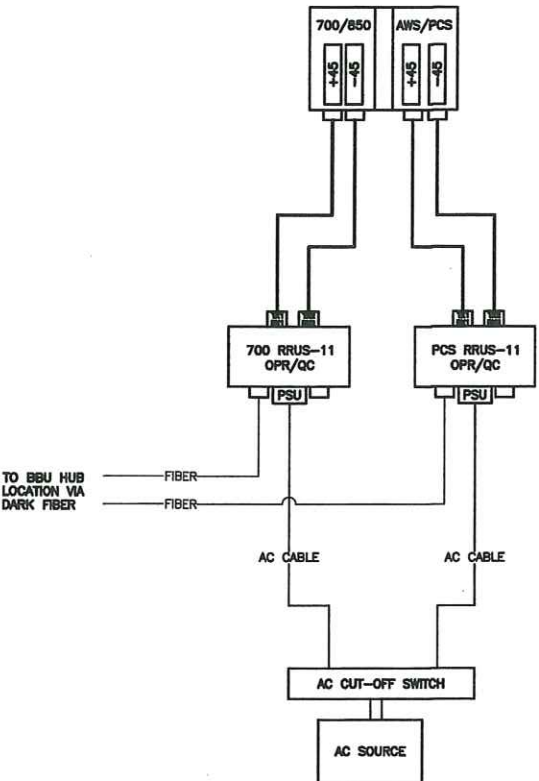 700/850 AWS/PCS
+45 -45 +45 -45
700 RRUS-11
OPR/QC
PCS RRUS-11
OPR/QC
PSU PSU
TO BBU HUB
LOCATION VIA
DARK FIBER
FIBER
FIBER
AC CABLE AC CABLE
AC CUT-OFF SWITCH
AC SOURCE